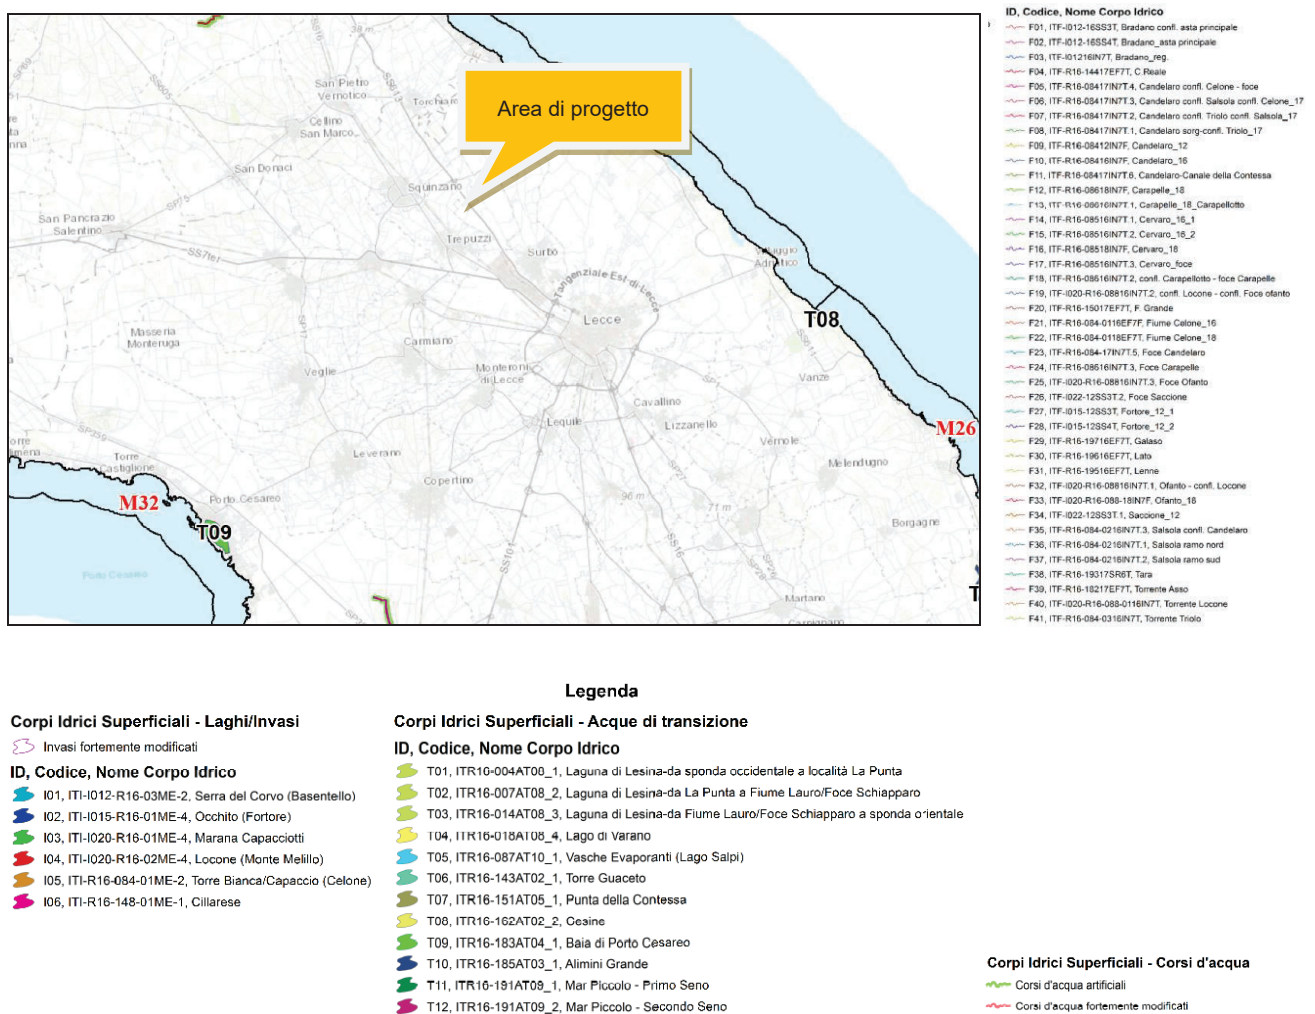 38 m
SS16
SP69
SS605
SS613
San Pietro
Vernotico
Torchiaro
Area di progetto
Cellino
San Marco
San Donaci
Squinzano
SP75
San Pancrazio
Salentino
Trepuzzi
Surbo
SS7ter
Villaggio
Adriatico
Tangenziale Est di Lecce
T08
Lecce
SP17
Masseria
Monteruga
Carmiano
SS611
Veglie
Monteroni
di Lecce
SP1
Vanze
Cavallino
Lequile
Lizzanello
M26
SP359
Vernole
Torre
Castiglione
Leverano
Melendugno
Copertino
SP27
M32
Porto Cesareo
96 m
71 m
T09
Borgagne
SS101
SS16
Porto Cesareo
SP28
Martano
T
ID, Codice, Nome Corpo Idrico
F01, ITF-I012-16SS3T, Bradano confl. asta principale
F02, ITF-I012-16SS4T, Bradano_asta principale
F03, ITF-I01216IN7T, Bradano_reg.
F04, ITF-R16-14417EF7T, C.Reale
F05, ITF-R16-08417IN7T.4, Candelaro confl. Celone - foce
F06, ITF-R16-08417IN7T.3, Candelaro confl. Salsola confl. Celone_17
F07, ITF-R16-08417IN7T.2, Candelaro confl. Triolo confl. Salsola_17
F08, ITF-R16-08417IN7T.1, Candelaro sorg-confl. Triolo_17
F09, ITF-R16-08412IN7F, Candelaro_12
F10, ITF-R16-08416IN7F, Candelaro_16
F11, ITF-R16-08417IN7T.6, Candelaro-Canale della Contessa
F12, ITF-R16-08618IN7F, Carapelle_18
F13, ITF-R16-08616IN7T.1, Carapelle_18_Carapellotto
F14, ITF-R16-08516IN7T.1, Cervaro_16_1
F15, ITF-R16-08516IN7T.2, Cervaro_16_2
F16, ITF-R16-08518IN7F, Cervaro_18
F17, ITF-R16-08516IN7T.3, Cervaro_foce
F18, ITF-R16-08616IN7T.2, confl. Carapellotto - foce Carapelle
F19, ITF-I020-R16-08816IN7T.2, confl. Locone - confl. Foce ofanto
F20, ITF-R16-15017EF7T, F. Grande
F21, ITF-R16-084-0116EF7F, Fiume Celone_16
F22, ITF-R16-084-0118EF7T, Fiume Celone_18
F23, ITF-R16-084-17IN7T.5, Foce Candelaro
F24, ITF-R16-08616IN7T.3, Foce Carapelle
F25, ITF-I020-R16-08816IN7T.3, Foce Ofanto
F26, ITF-I022-12SS3T.2, Foce Saccione
F27, ITF-I015-12SS3T, Fortore_12_1
F28, ITF-I015-12SS4T, Fortore_12_2
F29, ITF-R16-19716EF7T, Galaso
F30, ITF-R16-19616EF7T, Lato
F31, ITF-R16-19516EF7T, Lenne
F32, ITF-I020-R16-08816IN7T.1, Ofanto - confl. Locone
F33, ITF-I020-R16-088-18IN7F, Ofanto_18
F34, ITF-I022-12SS3T.1, Saccione_12
F35, ITF-R16-084-0216IN7T.3, Salsola confl. Candelaro
F36, ITF-R16-084-0216IN7T.1, Salsola ramo nord
F37, ITF-R16-084-0216IN7T.2, Salsola ramo sud
F38, ITF-R16-19317SR6T, Tara
F39, ITF-R16-18217EF7T, Torrente Asso
F40, ITF-I020-R16-088-0116IN7T, Torrente Locone
F41, ITF-R16-084-0316IN7T, Torrente Triolo
Legenda
Corpi Idrici Superficiali - Laghi/Invasi
Invasi fortemente modificati
ID, Codice, Nome Corpo Idrico
I01, ITI-I012-R16-03ME-2, Serra del Corvo (Basentello)
I02, ITI-I015-R16-01ME-4, Occhito (Fortore)
I03, ITI-I020-R16-01ME-4, Marana Capacciotti
I04, ITI-I020-R16-02ME-4, Locone (Monte Melillo)
I05, ITI-R16-084-01ME-2, Torre Bianca/Capaccio (Celone)
I06, ITI-R16-148-01ME-1, Cillarese
Corpi Idrici Superficiali - Acque di transizione
ID, Codice, Nome Corpo Idrico
T01, ITR16-004AT08_1, Laguna di Lesina-da sponda occidentale a località La Punta
T02, ITR16-007AT08_2, Laguna di Lesina-da La Punta a Fiume Lauro/Foce Schiapparo
T03, ITR16-014AT08_3, Laguna di Lesina-da Fiume Lauro/Foce Schiapparo a sponda orientale
T04, ITR16-018AT08_4, Lago di Varano
T05, ITR16-087AT10_1, Vasche Evaporanti (Lago Salpi)
T06, ITR16-143AT02_1, Torre Guaceto
T07, ITR16-151AT05_1, Punta della Contessa
T08, ITR16-162AT02_2, Cesine
T09, ITR16-183AT04_1, Baia di Porto Cesareo
T10, ITR16-185AT03_1, Alimini Grande
T11, ITR16-191AT09_1, Mar Piccolo - Primo Seno
T12, ITR16-191AT09_2, Mar Piccolo - Secondo Seno
Corpi Idrici Superficiali - Corsi d'acqua
Corsi d'acqua artificiali
Corsi d'acqua fortemente modificati